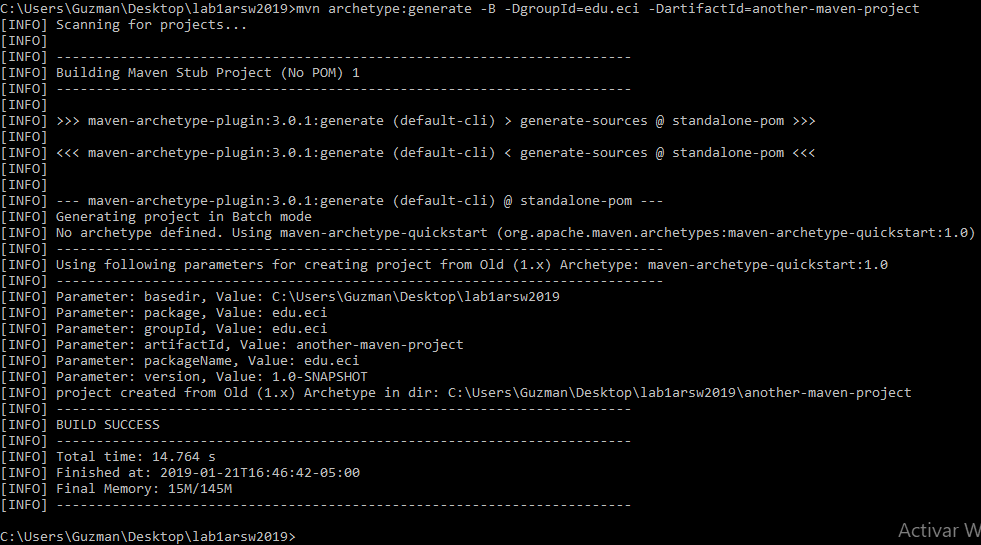 C:\Users\Guzman\Desktop\lab1arsw2019>mvn archetype:generate -B -DgroupId=edu.eci -DartifactId=another-maven-project
[INFO] Scanning for projects...
[INFO]
[INFO] ------------------------------------------------------------------------
[INFO] Building Maven Stub Project (No POM) 1
[INFO] ------------------------------------------------------------------------
[INFO]
[INFO] >>> maven-archetype-plugin:3.0.1:generate (default-cli) > generate-sources @ standalone-pom >>>
[INFO]
[INFO] <<< maven-archetype-plugin:3.0.1:generate (default-cli) < generate-sources @ standalone-pom <<<
[INFO]
[INFO]
[INFO] --- maven-archetype-plugin:3.0.1:generate (default-cli) @ standalone-pom ---
[INFO] Generating project in Batch mode
[INFO] No archetype defined. Using maven-archetype-quickstart (org.apache.maven.archetypes:maven-archetype-quickstart:1.0)
[INFO] ----------------------------------------------------------------------------
[INFO] Using following parameters for creating project from Old (1.x) Archetype: maven-archetype-quickstart:1.0
[INFO] ----------------------------------------------------------------------------
[INFO] Parameter: basedir, Value: C:\Users\Guzman\Desktop\lab1arsw2019
[INFO] Parameter: package, Value: edu.eci
[INFO] Parameter: groupId, Value: edu.eci
[INFO] Parameter: artifactId, Value: another-maven-project
[INFO] Parameter: packageName, Value: edu.eci
[INFO] Parameter: version, Value: 1.0-SNAPSHOT
[INFO] project created from Old (1.x) Archetype in dir: C:\Users\Guzman\Desktop\lab1arsw2019\another-maven-project
[INFO] ------------------------------------------------------------------------
[INFO] BUILD SUCCESS
[INFO] ------------------------------------------------------------------------
[INFO] Total time: 14.764 s
[INFO] Finished at: 2019-01-21T16:46:42-05:00
[INFO] Final Memory: 15M/145M
[INFO] ------------------------------------------------------------------------
C:\Users\Guzman\Desktop\lab1arsw2019>
Activar W